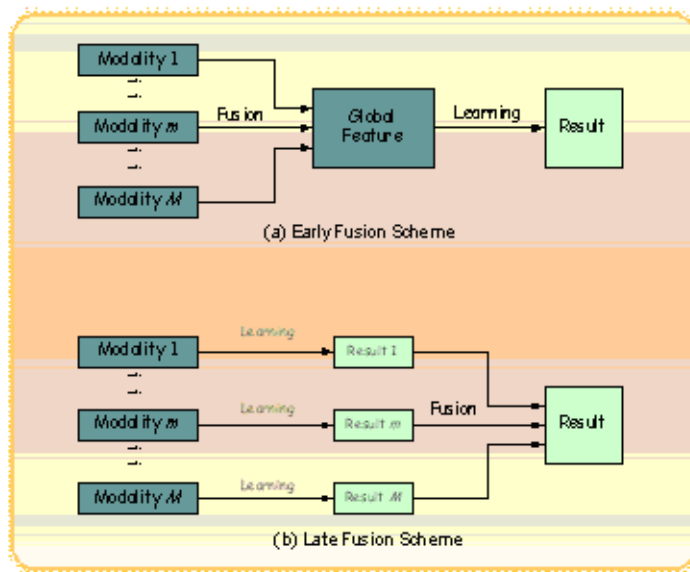 Modality 1
Modality m
Modality M
Fusion
Global
Feature
Learning
Result
(a) Early Fusion Scheme
Modality 1
Learning
Result 1
Modality m
Learning
Result m
Fusion
Result
Modality M
Learning
Result M
(b) Late Fusion Scheme